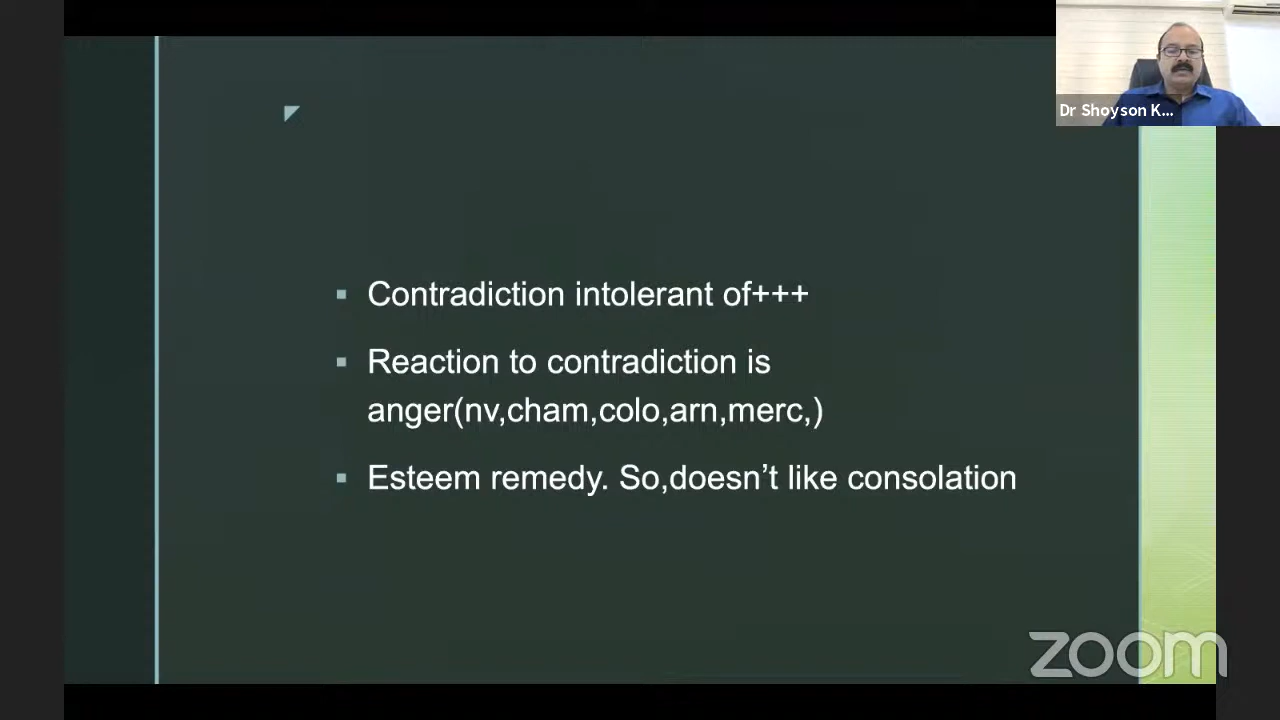 Dr Shoyson K...
Contradiction intolerant of+++
Reaction to contradiction is
anger(nv,cham,colo,arn,merc,)
Esteem remedy. So,doesn’t like consolation
zoom